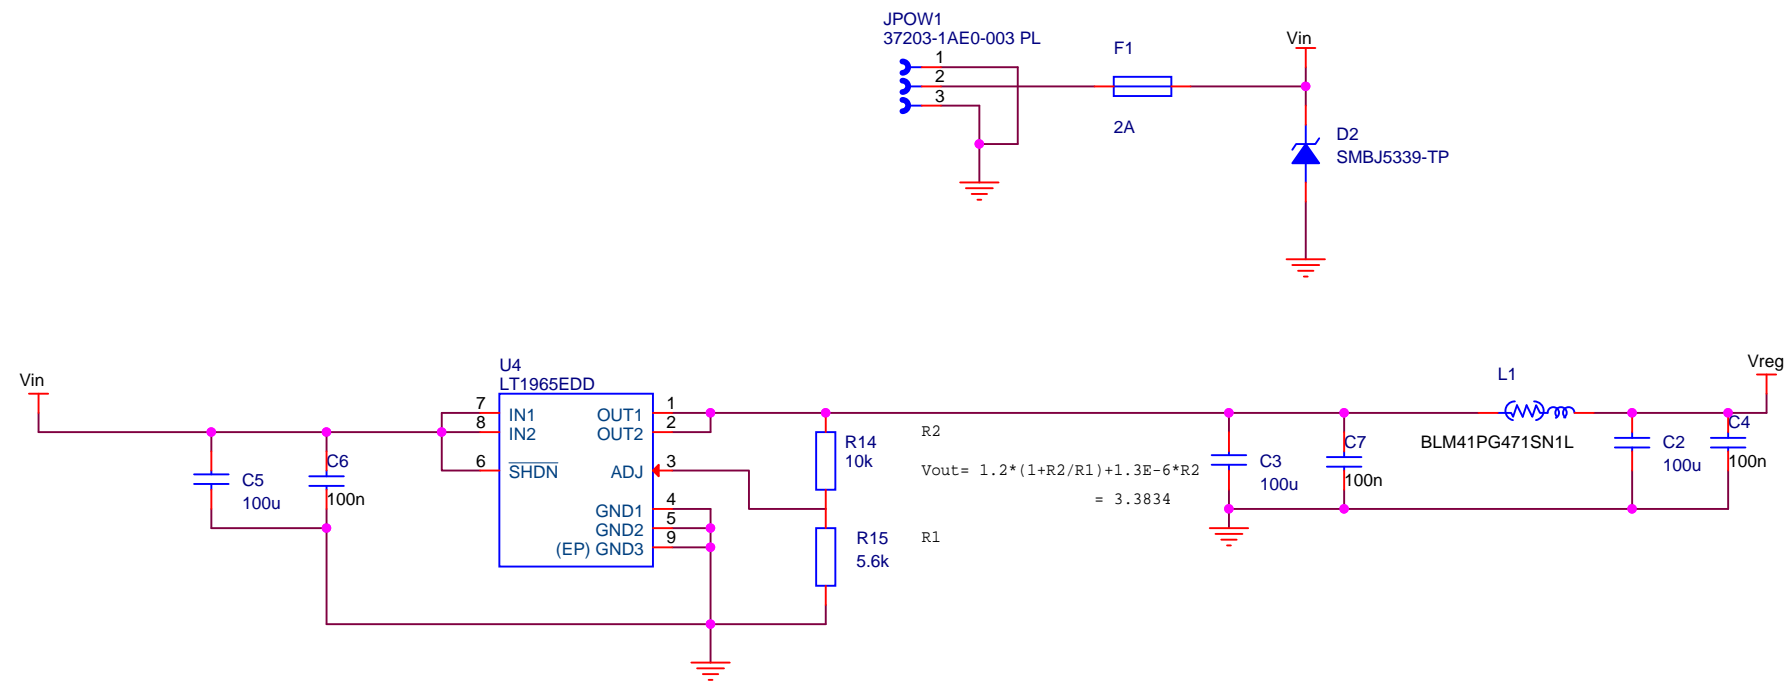 JPOW1
37203-1AE0-003 PL
1
2
3
F1
2A
Vin
D2
SMBJ5339-TP
Vin
C5
100u
C6
100n
U4
LT1965EDD
7
8
6
IN1
IN2
SHDN
OUT1
OUT2
ADJ
GND1
GND2
(EP) GND3
1
2
3
4
5
9
R14
10k
R15
5.6k
R2
Vout= 1.2*(1+R2/R1)+1.3E-6*R2
= 3.3834
R1
C3
100u
C7
100n
L1
BLM41PG471SN1L
C2
100u
C4
100n
Vreg